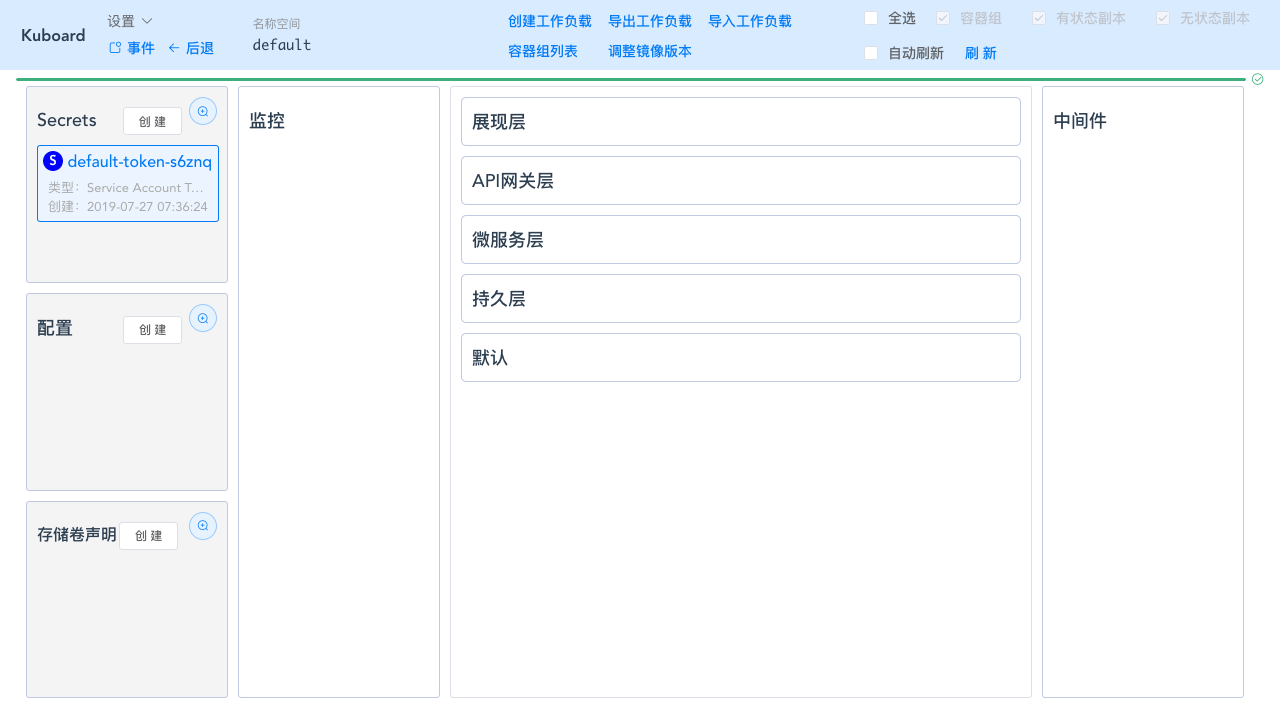 Kuboard
设置
事件 后退
名称空间
default
创建工作负载 导出工作负载 导入工作负载
容器组列表 调整镜像版本
全选 容器组 有状态副本 无状态副本
自动刷新 刷 新
Secrets 创 建
S default-token-s6znq
类型： Service Account T...
创建： 2019-07-27 07:36:24
配置 创 建
存储卷声明 创 建
监控
展现层
API网关层
微服务层
持久层
默认
中间件